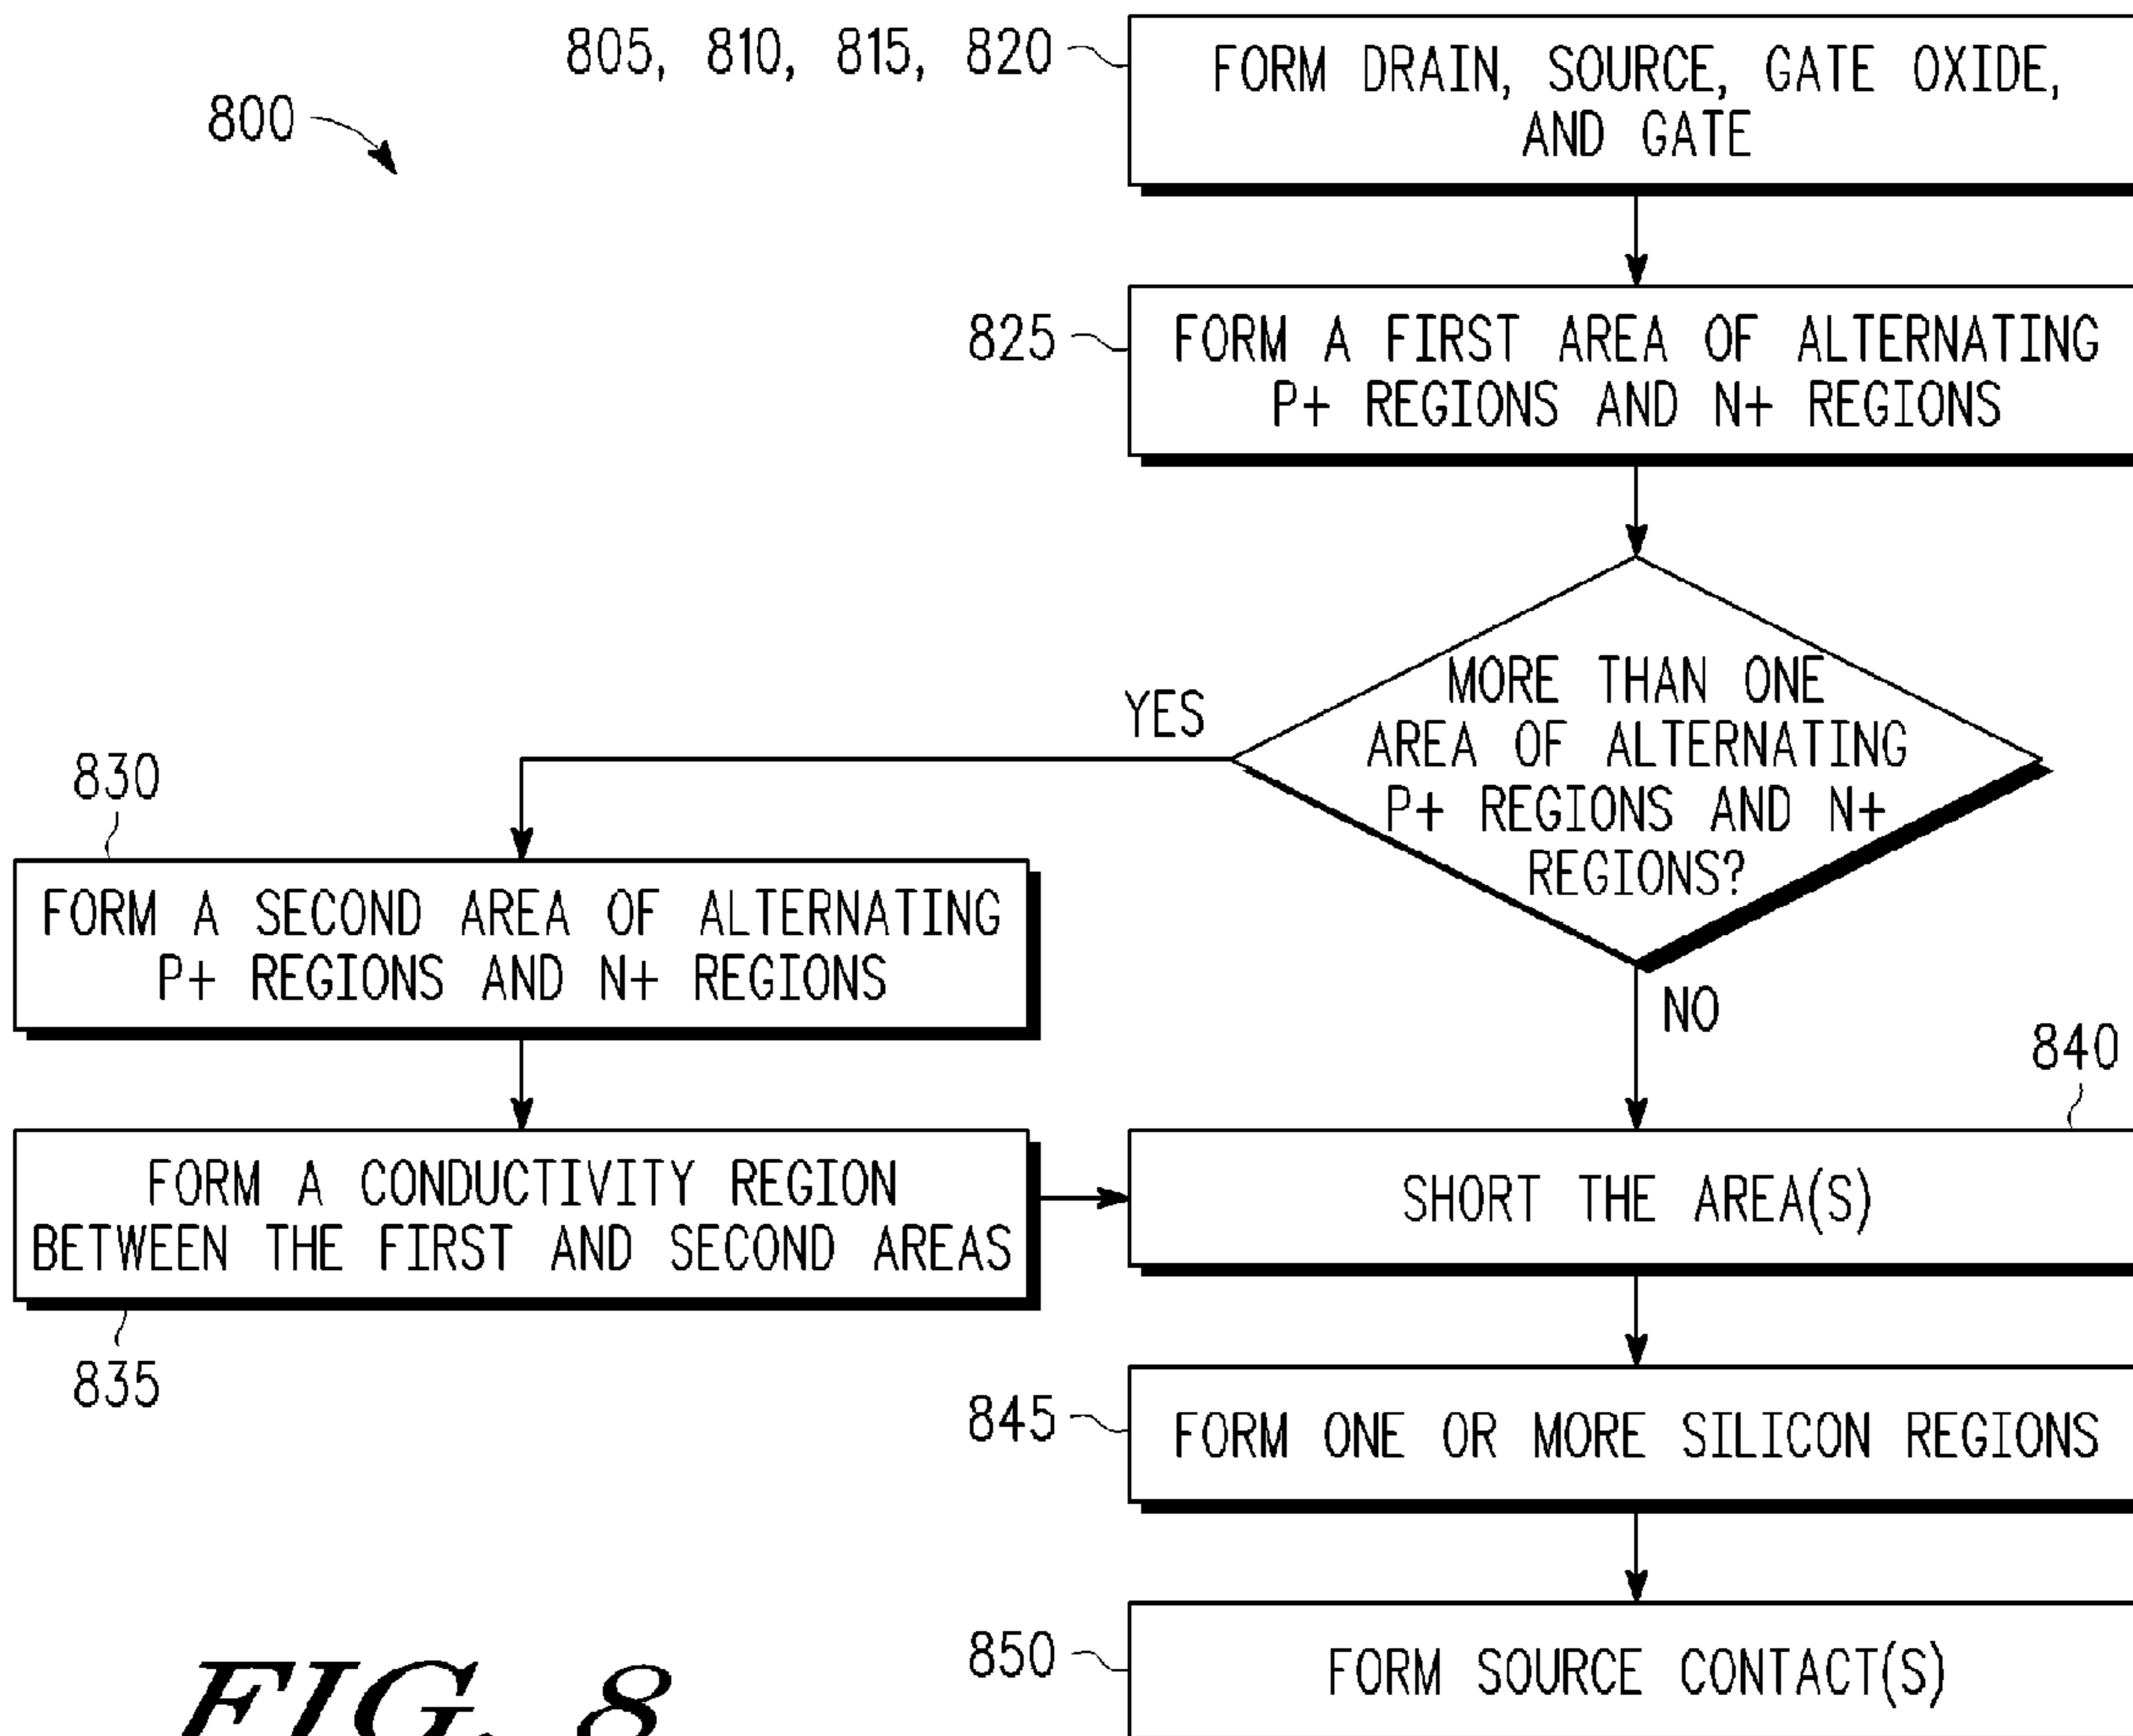 805, 810, 815, 820
FORM DRAIN, SOURCE, GATE OXIDE,
AND GATE
800
825
FORM A FIRST AREA OF ALTERNATING
P+ REGIONS AND N+ REGIONS
MORE THAN ONE
AREA OF ALTERNATING
P+ REGIONS AND N+
REGIONS?
YES
830
FORM A SECOND AREA OF ALTERNATING
P+ REGIONS AND N+ REGIONS
NO
840
FORM A CONDUCTIVITY REGION
BETWEEN THE FIRST AND SECOND AREAS
SHORT THE AREA(S)
835
845
FORM ONE OR MORE SILICON REGIONS
850
FORM SOURCE CONTACT(S)
FIG. 8